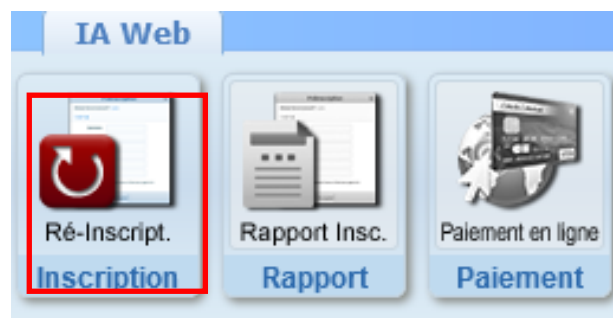 IA Web
Ré-Inscript.
Rapport Insc.
Paiement en ligne
Inscription
Rapport
Paiement